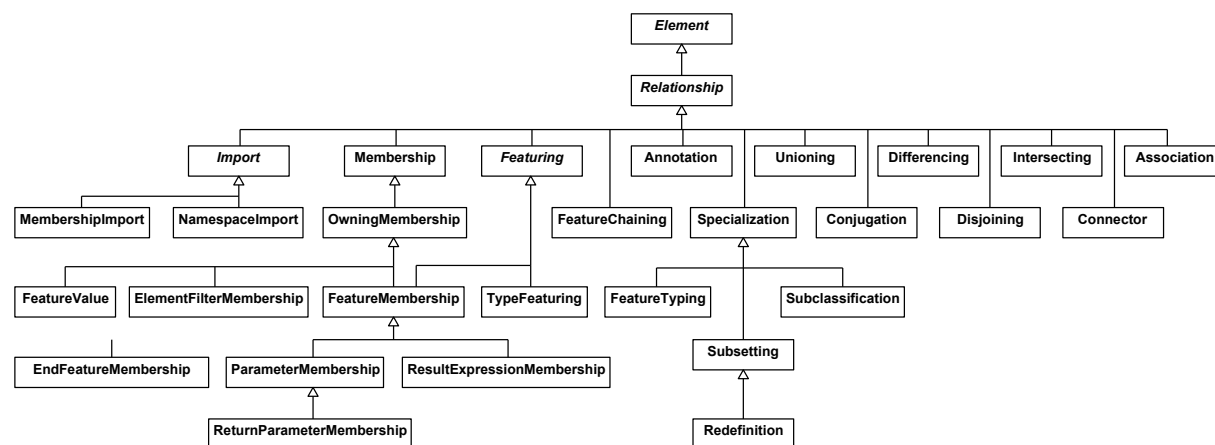 Element
Relationship
Import
Membership
Featuring
Annotation
Unioning
Differencing
Intersecting
Association
MembershipImport
NamespaceImport
OwningMembership
FeatureChaining
Specialization
Conjugation
Disjoining
Connector
FeatureValue
ElementFilterMembership
FeatureMembership
TypeFeaturing
FeatureTyping
Subclassification
EndFeatureMembership
ParameterMembership
ResultExpressionMembership
Subsetting
ReturnParameterMembership
Redefinition